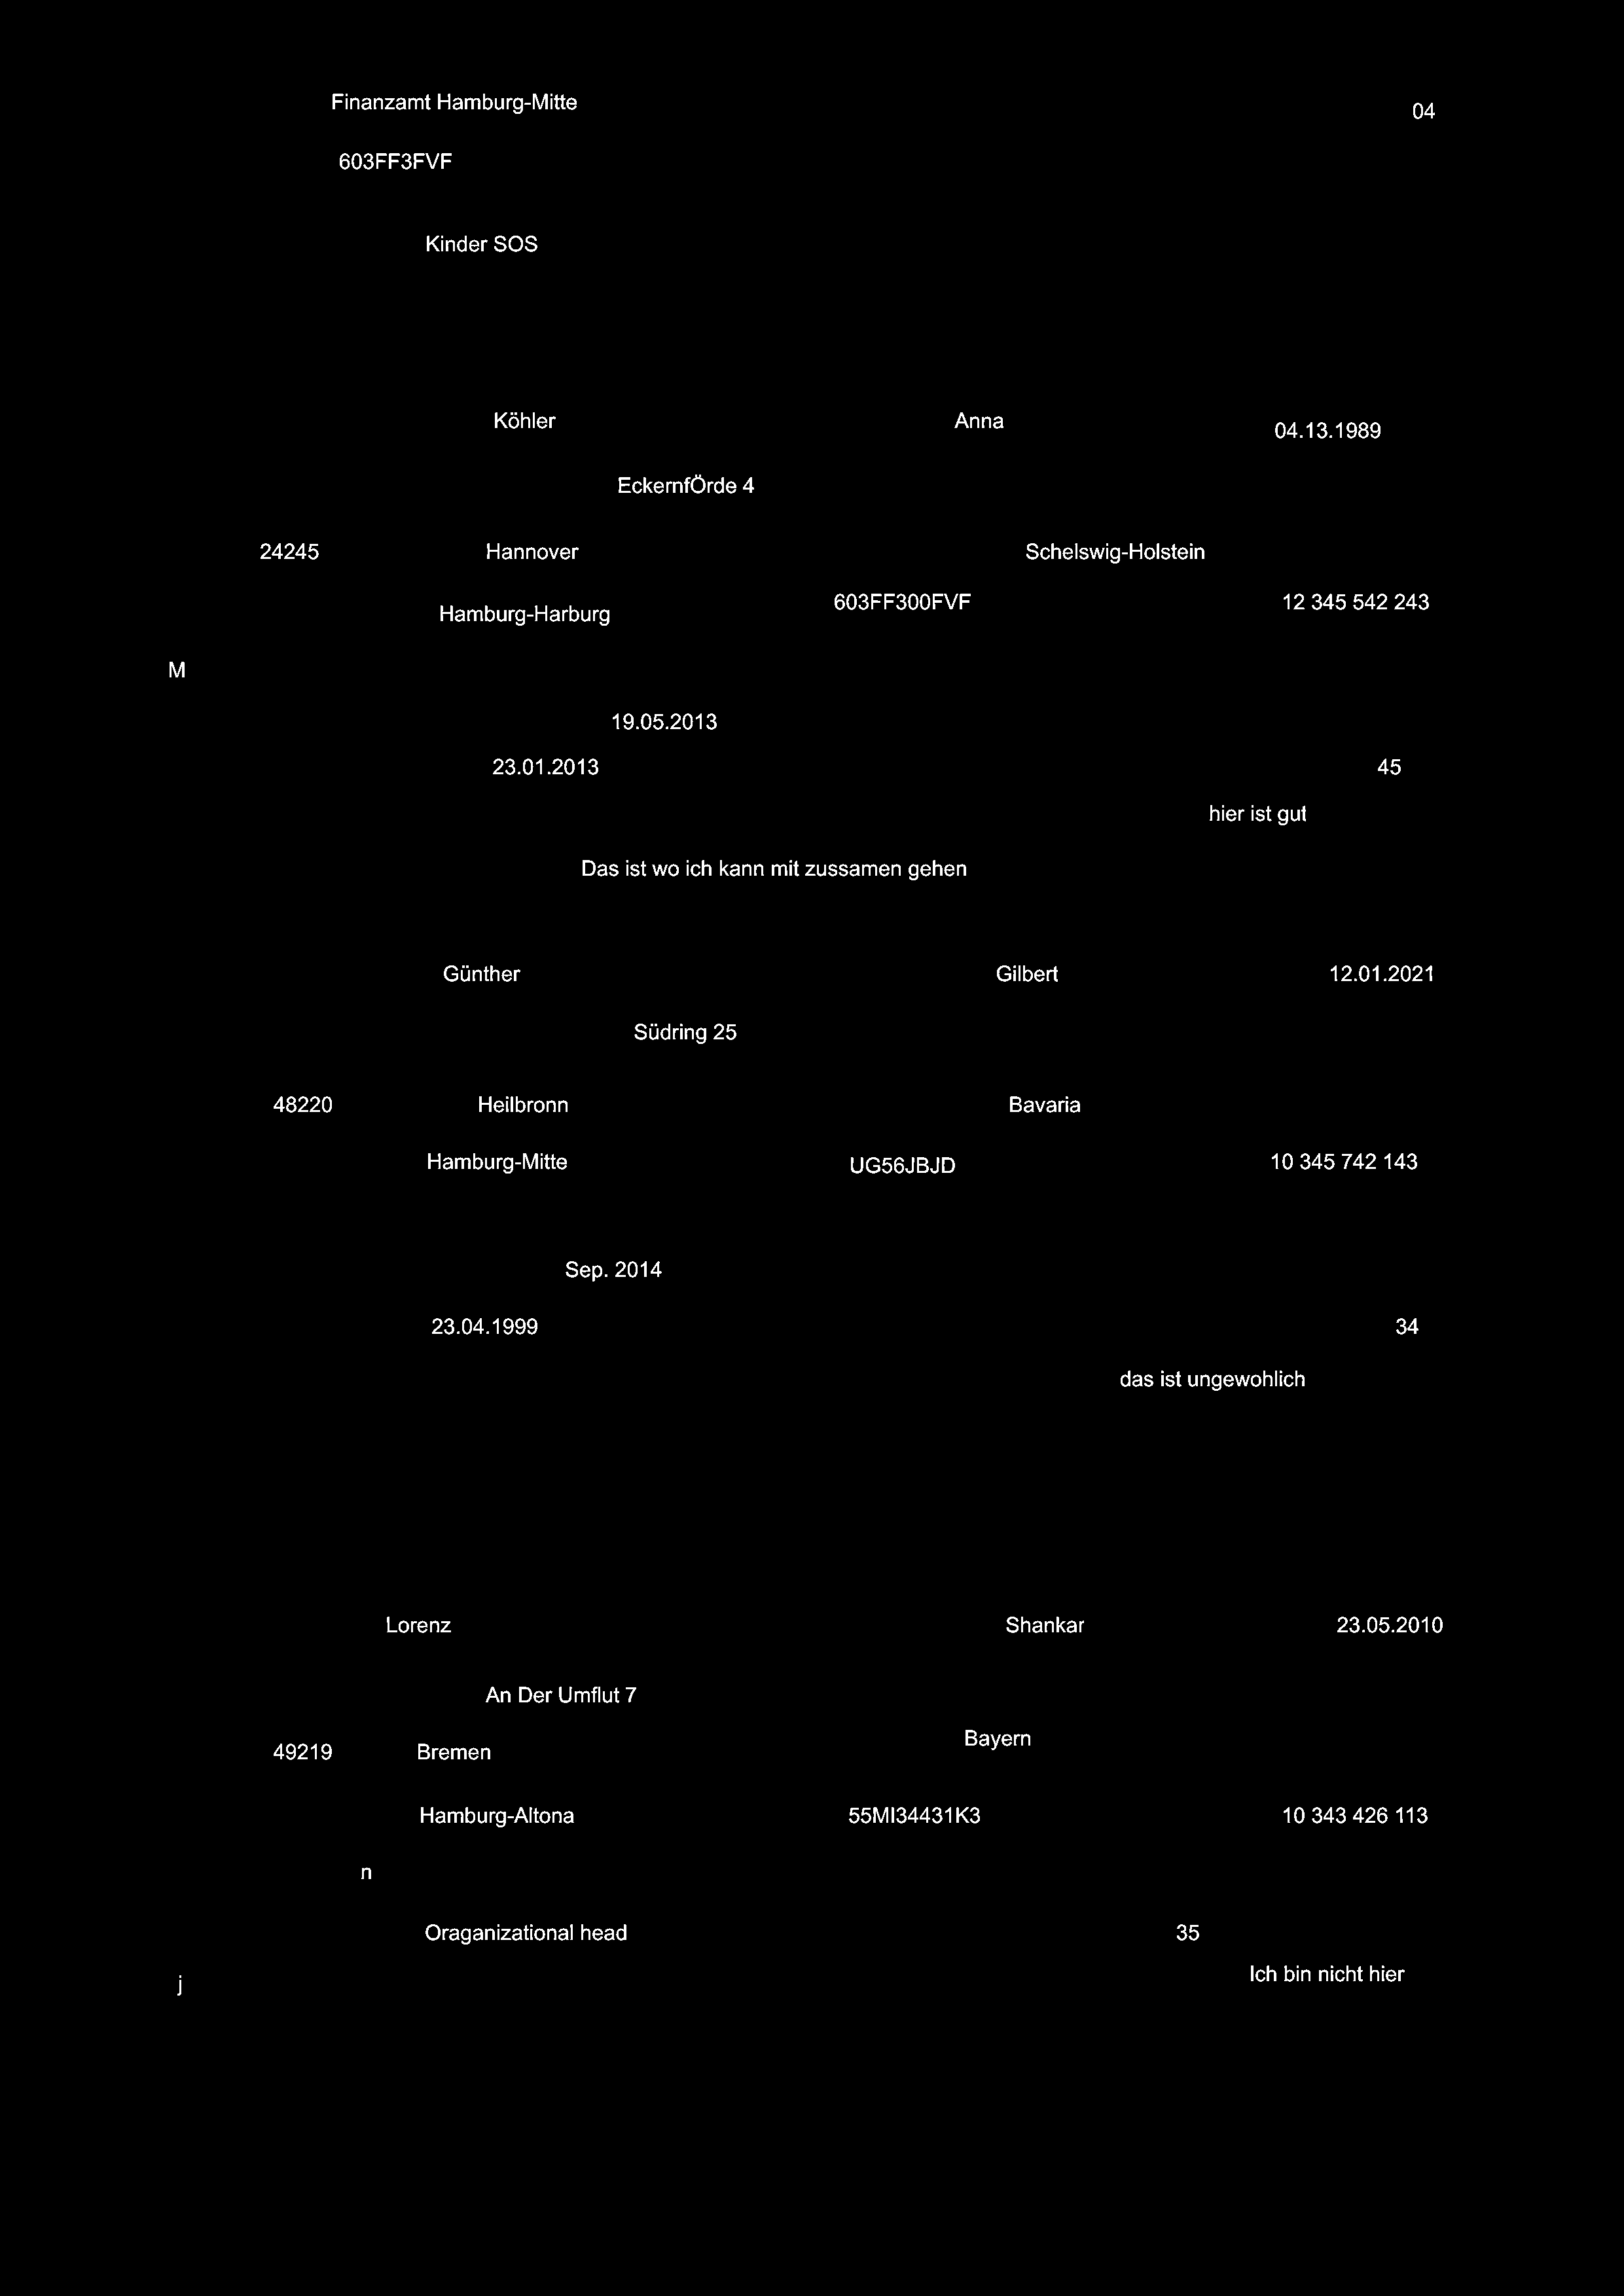 Finanzamt Hamburg-Mitte 04
603FF3FVF
Kinder SOS
Köhler Anna 04.13.1989
EckernfÖrde 4
24245 Hannover Schelswig-Holstein
Hamburg-Harburg 603FF300FVF 12 345 542 243
M
19.05.2013
23.01.2013 45
hier ist gut
Das ist wo ich kann mit zussamen gehen
Günther Gilbert 12.01.2021
Südring 25
48220 Heilbronn Bavaria
Hamburg-Mitte UG56JBJD 10 345 742 143
Sep. 2014
23.04.1999 34
das ist ungewohlich
Lorenz Shankar 23.05.2010
An Der Umflut 7
49219 Bremen Bayern
Hamburg-Altona 55MI34431K3 10 343 426 113
n
Oraganizational head 35
j Ich bin nicht hier